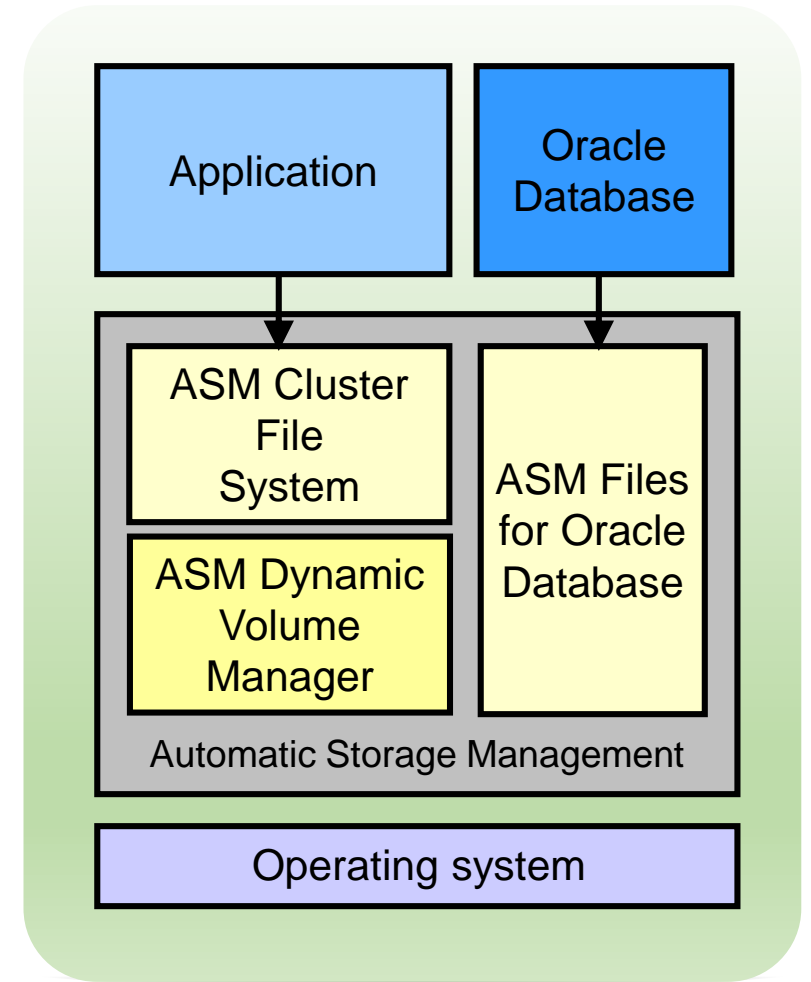 Application
Oracle
Database
ASM Cluster
File
System
ASM Dynamic
Volume
Manager
ASM Files
for Oracle
Database
Automatic Storage Management
Operating system